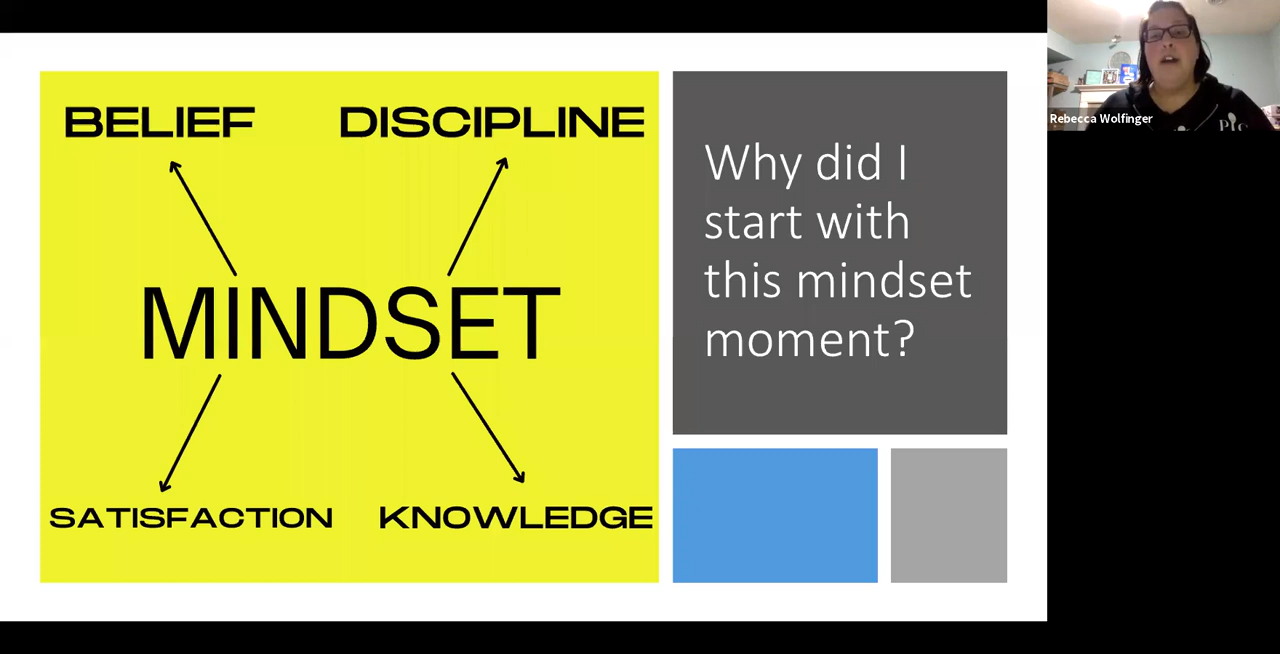 BELIEF DISCIPLINE
MINDSET
SATISFACTION KNOWLEDGE
Why did I
start with
this mindset
moment?
Rebecca Wolfinger